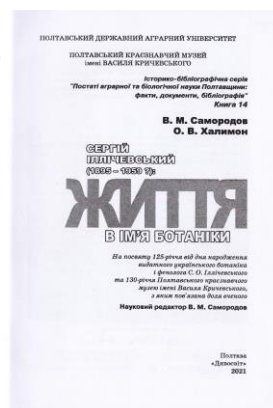 ПОЛТАВСЬКИЙ ДЕРЖАВНИЙ АГРАРНИЙ УНІВЕРСИТЕТ
ПОЛТАВСЬКИЙ КРАЄЗНАВЧИЙ МУЗЕЙ
імені ВАСИЛЯ КРИЧЕВСЬКОГО
Історико-бібліографічна серія
"Постаті аграрної та біологічної науки Полтавщини:
факти, документи, бібліографія"
Книга 14
В. М. Самородов
О. В. Халимон
СЕРГІЙ
ІЛЛІЧЕВСЬКИЙ
(1895 – 1959 ?):
ЖИТТЯ
В ІМ'Я БОТАНІКИ
На посвяту 125-річчя від дня народження
видатного українського ботаніка
і фенолога С. О. Іллічевського
та 130-річчя Полтавського краєзнавчого
музею імені Василя Кричевського,
з яким пов'язана доля вченого
Науковий редактор В. М. Самородов
Полтава
«Дивосвіт»
2021